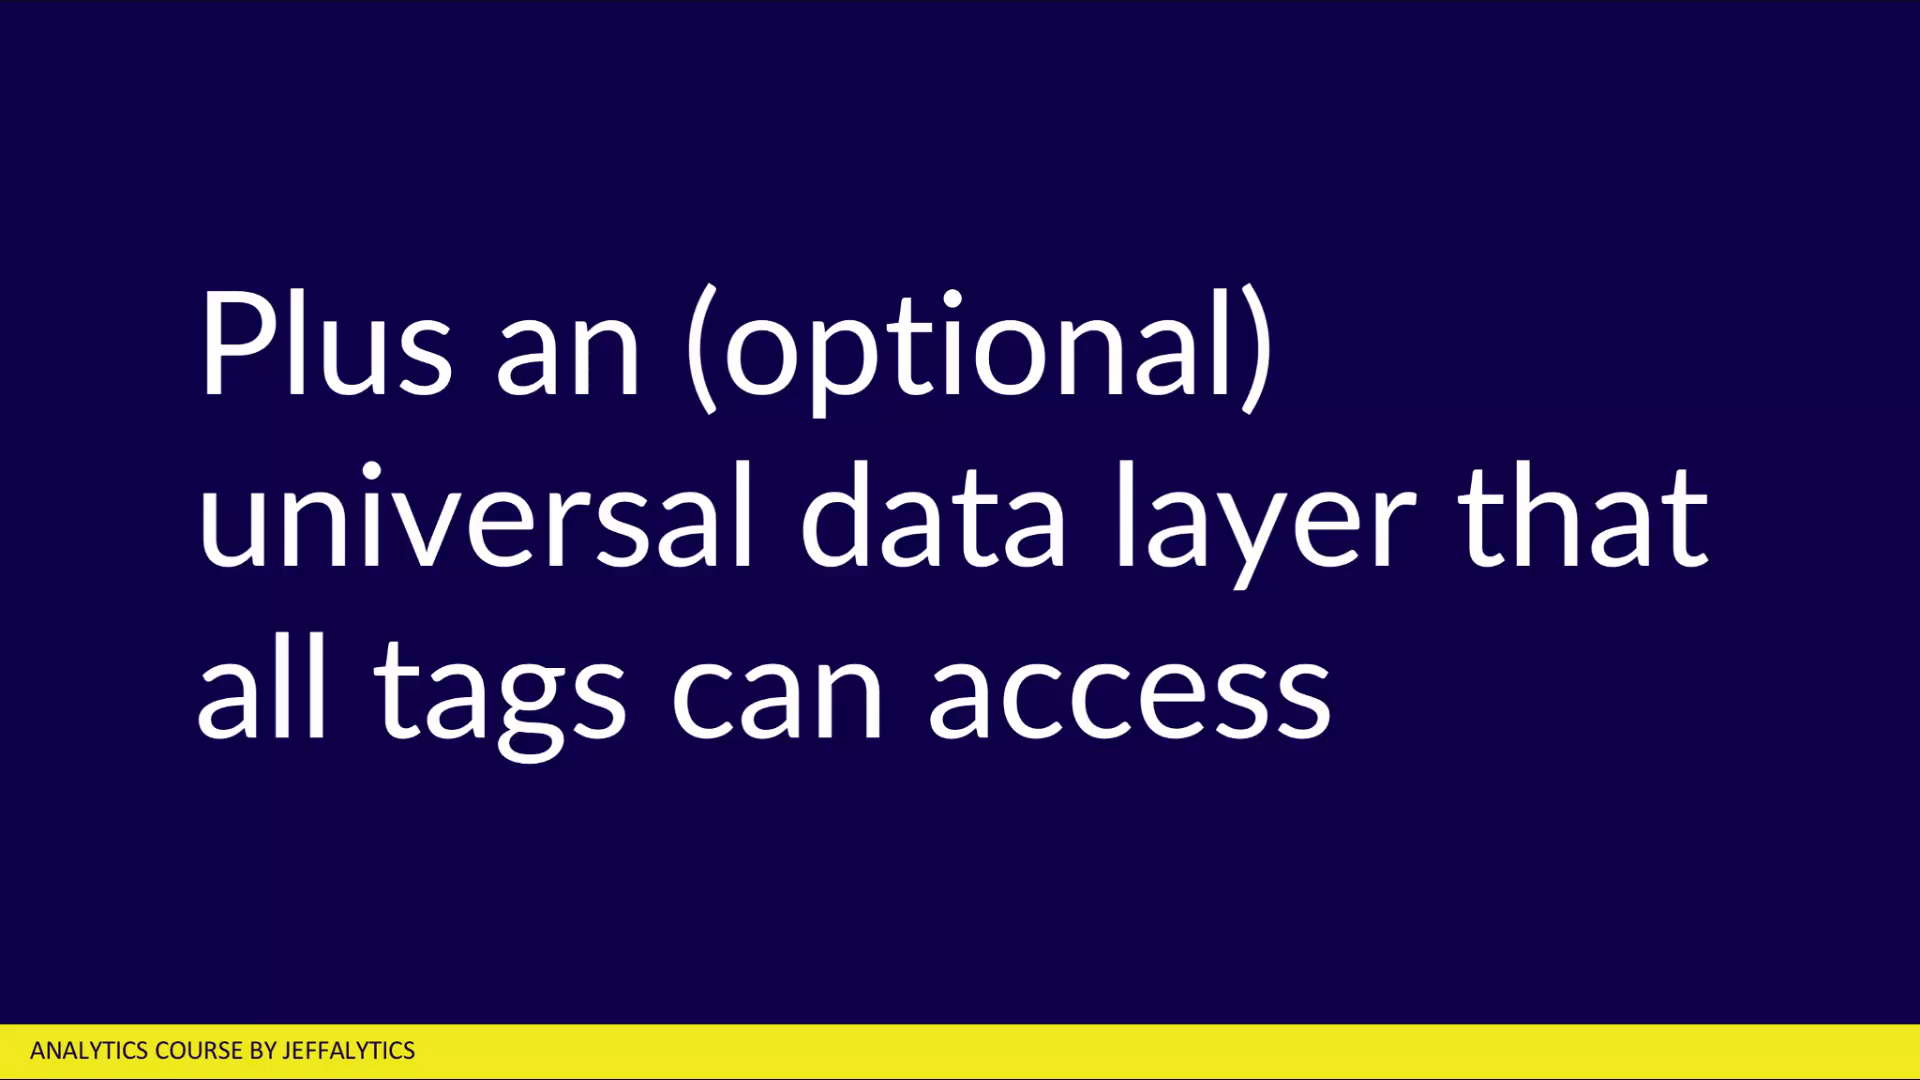 Plus an (optional)
universal data layer that
all tags can access
ANALYTICS COURSE BY JEFFALYTICS